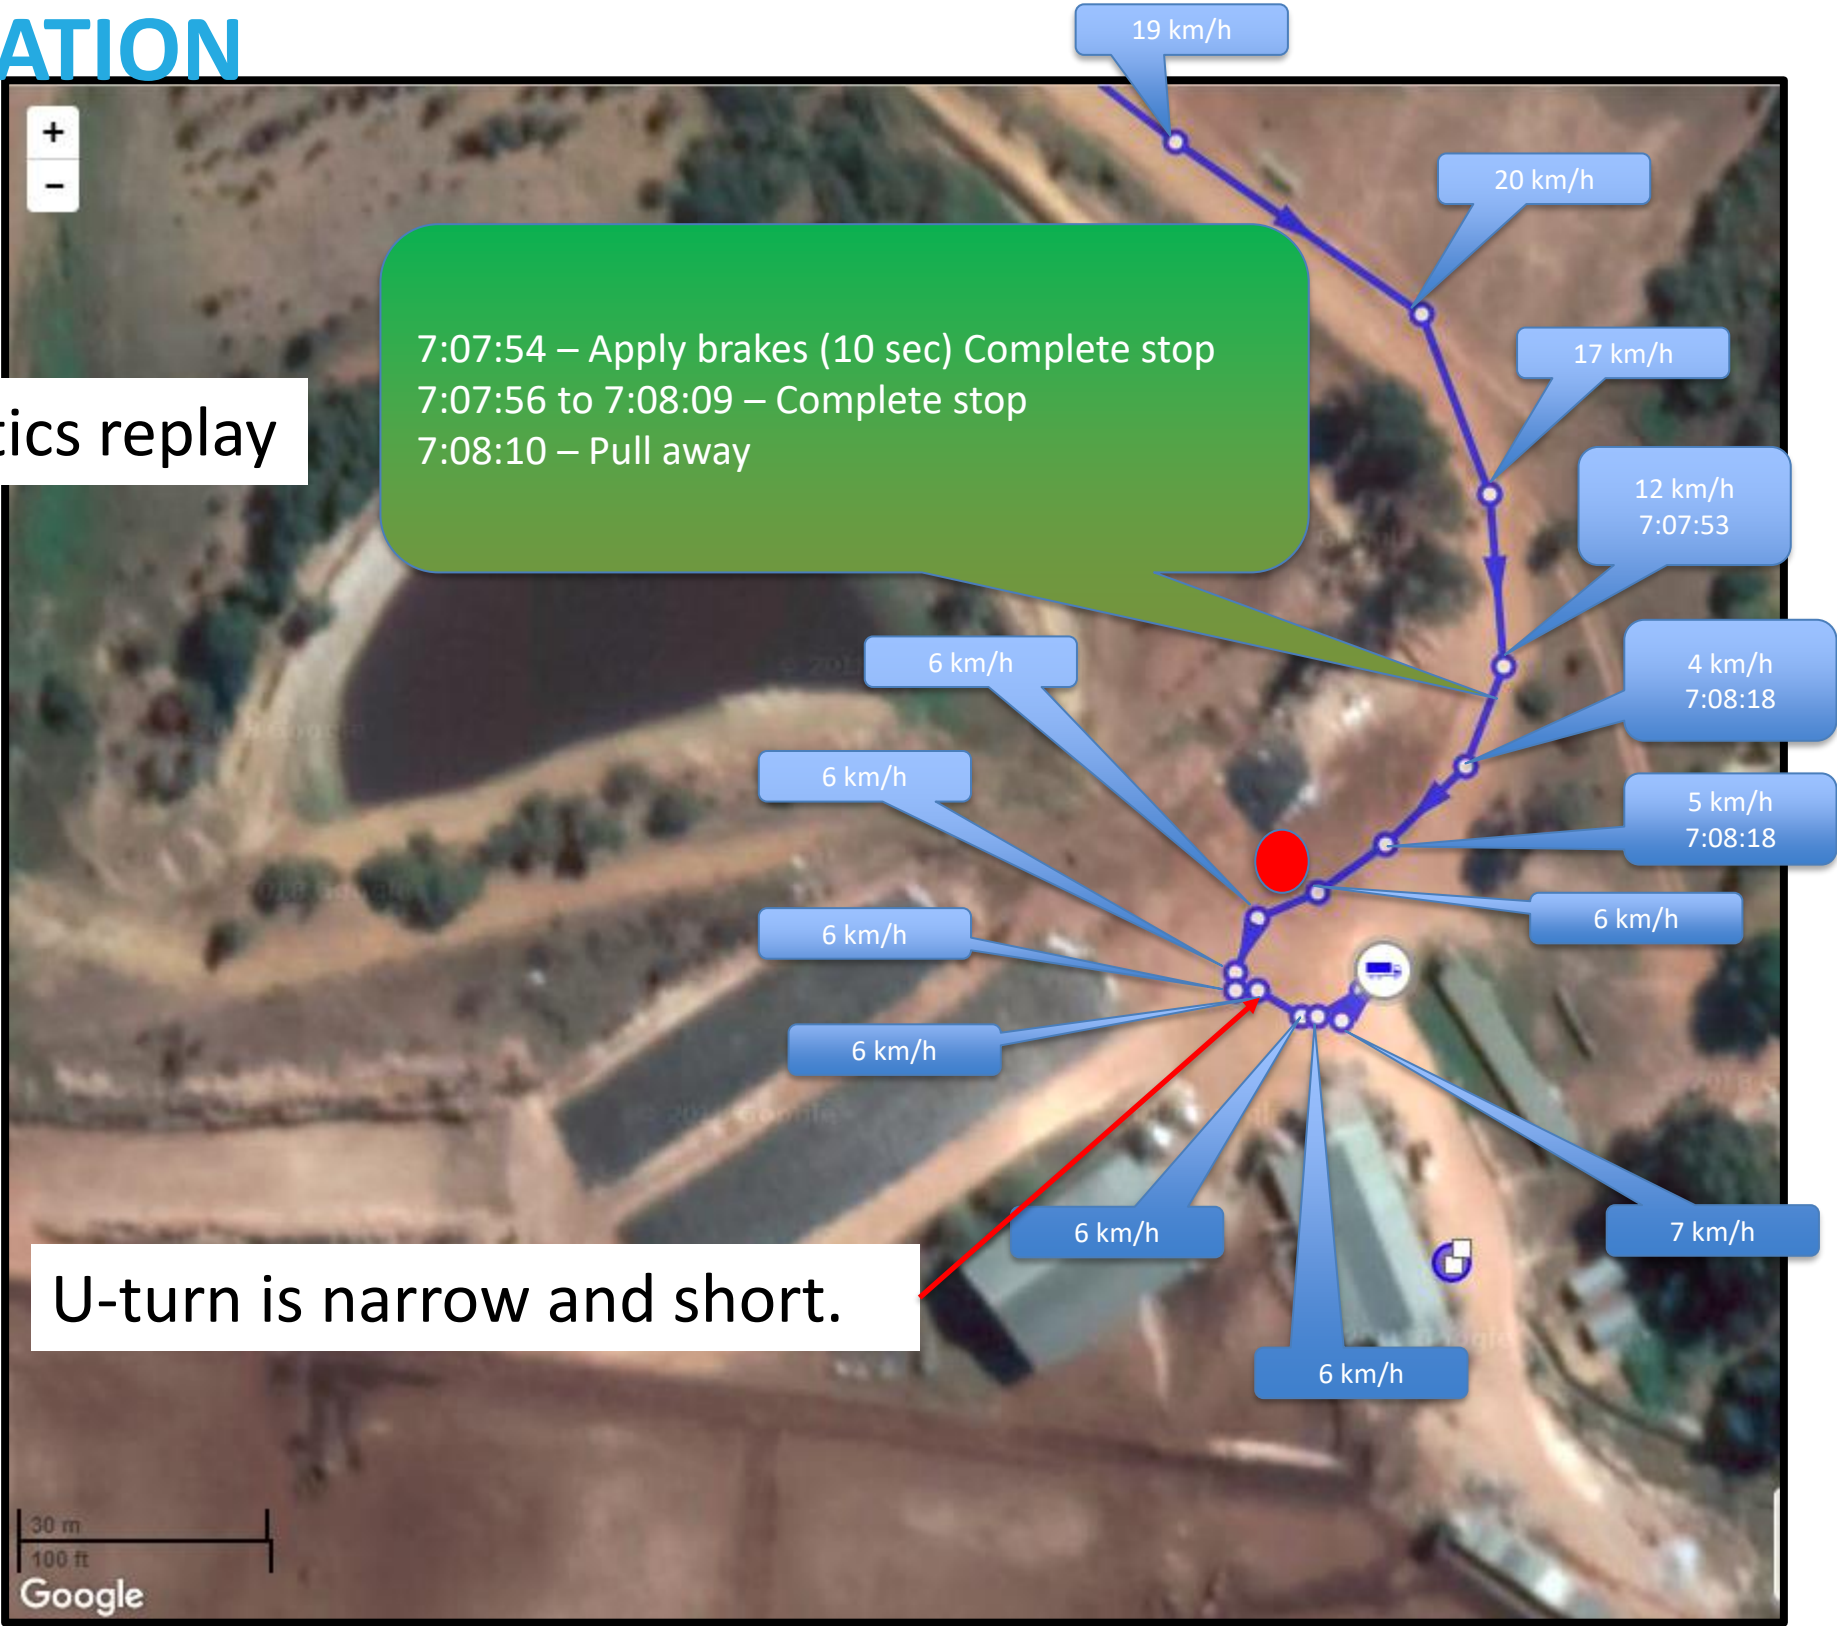 ATION
19 km/h
+
20 km/h
−
7:07:54 – Apply brakes (10 sec) Complete stop
7:07:56 to 7:08:09 – Complete stop
7:08:10 – Pull away
17 km/h
tics replay
12 km/h
7:07:53
6 km/h
4 km/h
7:08:18
6 km/h
5 km/h
7:08:18
6 km/h
6 km/h
6 km/h
6 km/h
7 km/h
U-turn is narrow and short.
6 km/h
30 m
100 ft
Google